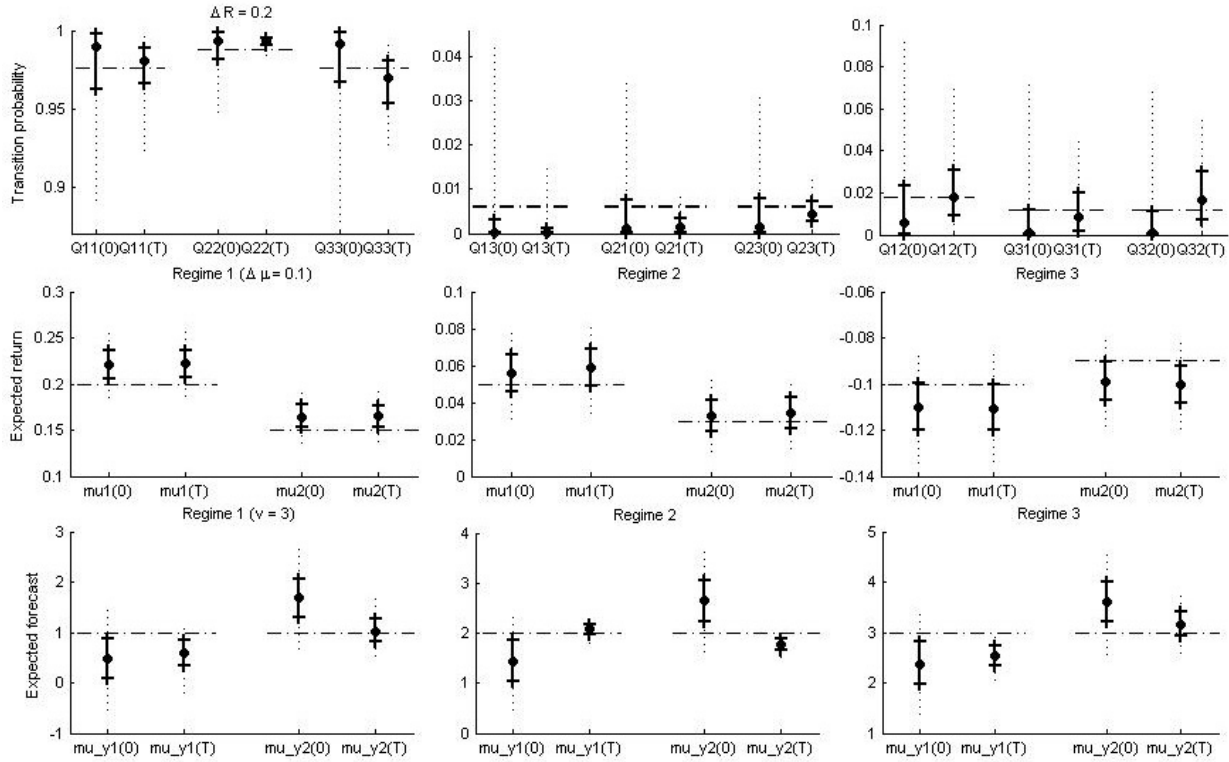 Δ R = 0.2
Transition probability
1
0.95
0.9
Q11(0)Q11(T) Q22(0)Q22(T) Q33(0)Q33(T)
0.04
0.03
0.02
0.01
0
Q13(0) Q13(T) Q21(0)Q21(T) Q23(0) Q23(T)
0.1
0.08
0.06
0.04
0.02
0
Q12(0)Q12(T) Q31(0)Q31(T) Q32(0) Q32(T)
Regime 1 (Δ μ = 0.1)
Expected return
0.3
0.25
0.2
0.15
0.1
mu1(0) mu1(T) mu2(0) mu2(T)
Regime 2
0.1
0.08
0.06
0.04
0.02
0
mu1(0) mu1(T) mu2(0) mu2(T)
Regime 3
-0.06
-0.08
-0.1
-0.12
-0.14
mu1(0) mu1(T) mu2(0) mu2(T)
Regime 1 (v = 3)
Expected forecast
3
2
1
0
-1
mu_y1(0) mu_y1(T) mu_y2(0) mu_y2(T)
Regime 2
4
3
2
1
0
mu_y1(0) mu_y1(T) mu_y2(0) mu_y2(T)
Regime 3
5
4
3
2
1
mu_y1(0) mu_y1(T) mu_y2(0) mu_y2(T)